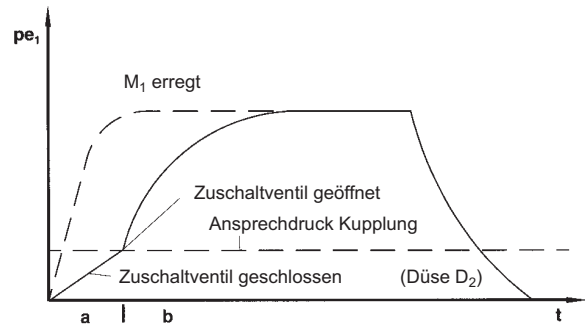 pe₁
M₁ erregt
Zuschaltventil geöffnet
Ansprechdruck Kupplung
Zuschaltventil geschlossen
(Düse D₂)
a
b
t